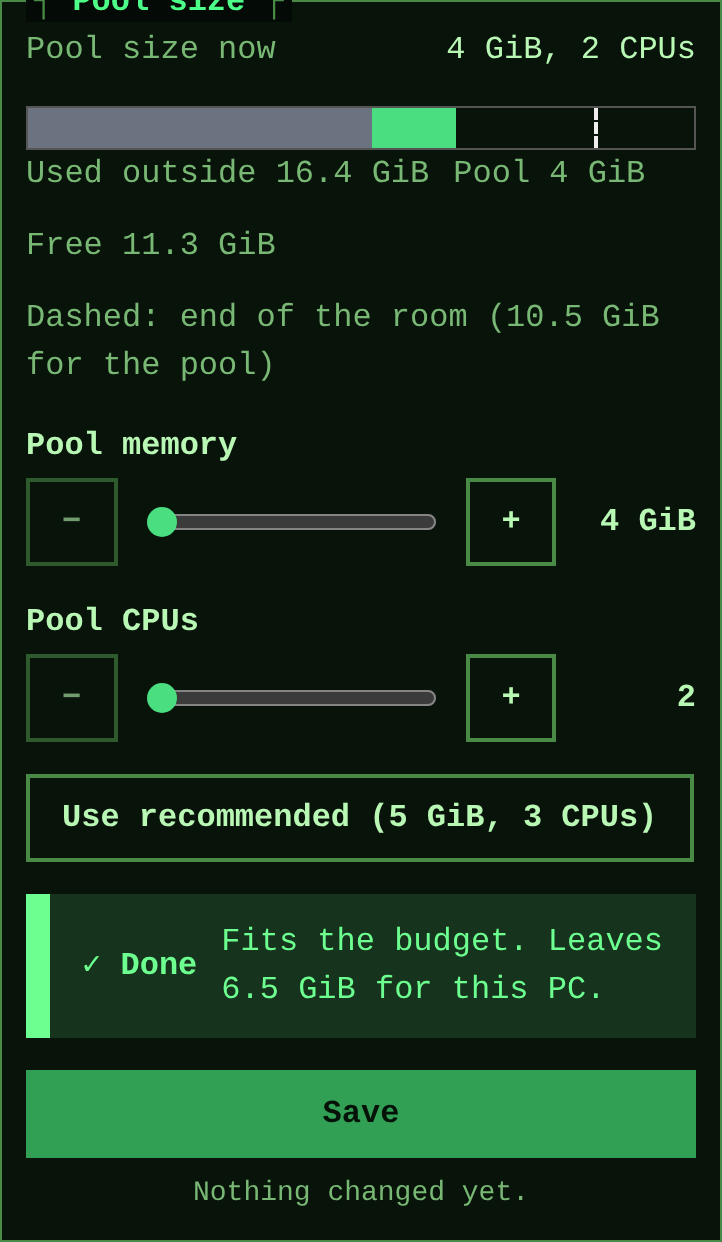 Pool size
Pool size now 4 GiB, 2 CPUs
Used outside 16.4 GiB Pool 4 GiB
Free 11.3 GiB
Dashed: end of the room (10.5 GiB
for the pool)
Pool memory
− + 4 GiB
Pool CPUs
− + 2
Use recommended (5 GiB, 3 CPUs)
✓ Done Fits the budget. Leaves
6.5 GiB for this PC.
Save
Nothing changed yet.